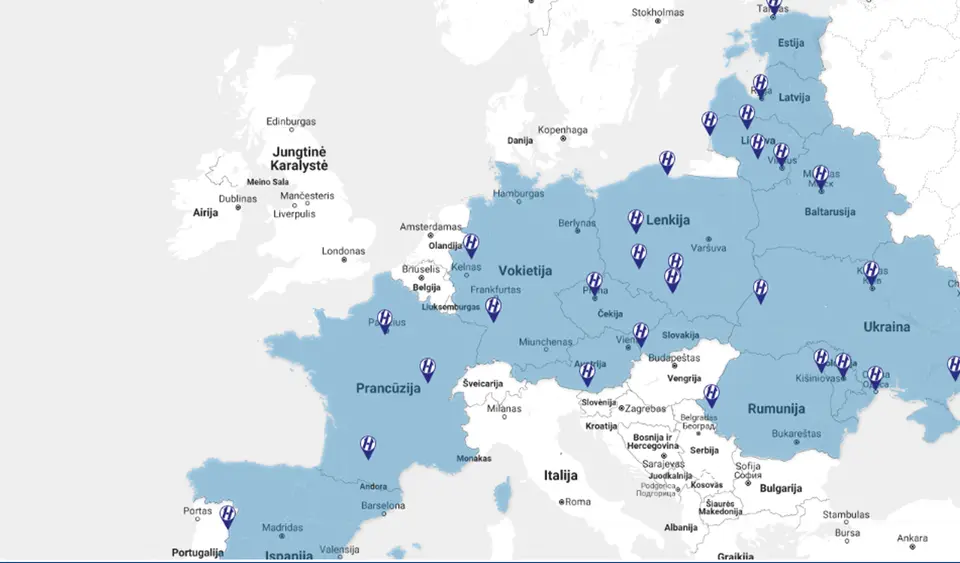 Stokholmas
Estija
Latvija
Edinburgas
Kopenhaga
Danija
Jungtinė
Karalystė
Meino Sala
Mančesteris
Dublinas
Airija
Liverpulis
Baltarusija
Hamburgas
Lenkija
Amsterdamas
Berlynas
Olandija
Varšuva
Londonas
Briuselis
Kelnas
Vokietija
Belgija
Frankfurtas
Liuksemburgas
Čekija
Ukraina
Slovakija
Miunchenas
Budapeštas
Vengrija
Kišiniovas
Šveicarija
Prancūzija
Slovėnija
Milanas
Zagrebas
Rumunija
Kroatija
Belgradas
Београд
Bukareštas
Bosnija ir
Hercegovina
Serbija
Monakas
Sarajevas
Sofija
София
Italija
Juodkalnija
Podgorica
Подгорица
Kosovas
Bulgarija
Andora
Roma
Šiaurės
Makedonija
Portas
Barselona
Stambulas
Madridas
Albanija
Bursa
Ankara
Portugalija
Ispanija
Valensija
Graikija